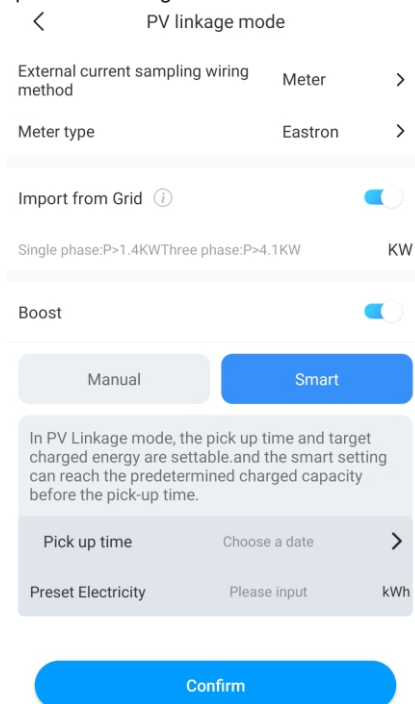 PV linkage mode
External current sampling wiring
method
Meter
Meter type Eastron
Import from Grid
Single phase:P>1.4KWThree phase:P>4.1KW KW
Boost
Manual Smart
In PV Linkage mode, the pick up time and target
charged energy are settable.and the smart setting
can reach the predetermined charged capacity
before the pick-up time.
Pick up time Choose a date
Preset Electricity Please input kWh
Confirm